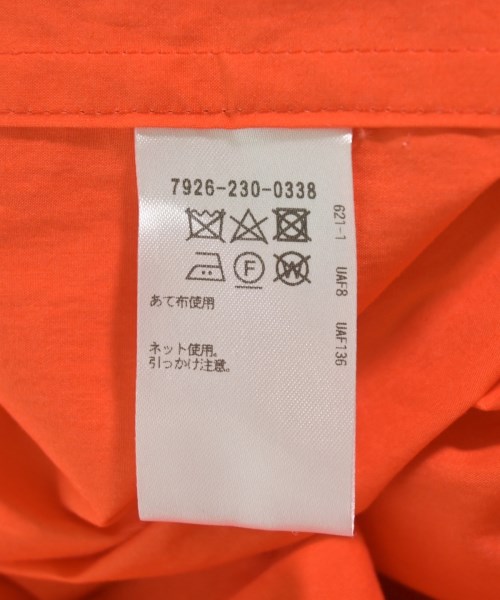 7926-230-0338
F
W
あて布使用
ネット使用。
引っかけ注意。
621-1 UAF8 UAF136